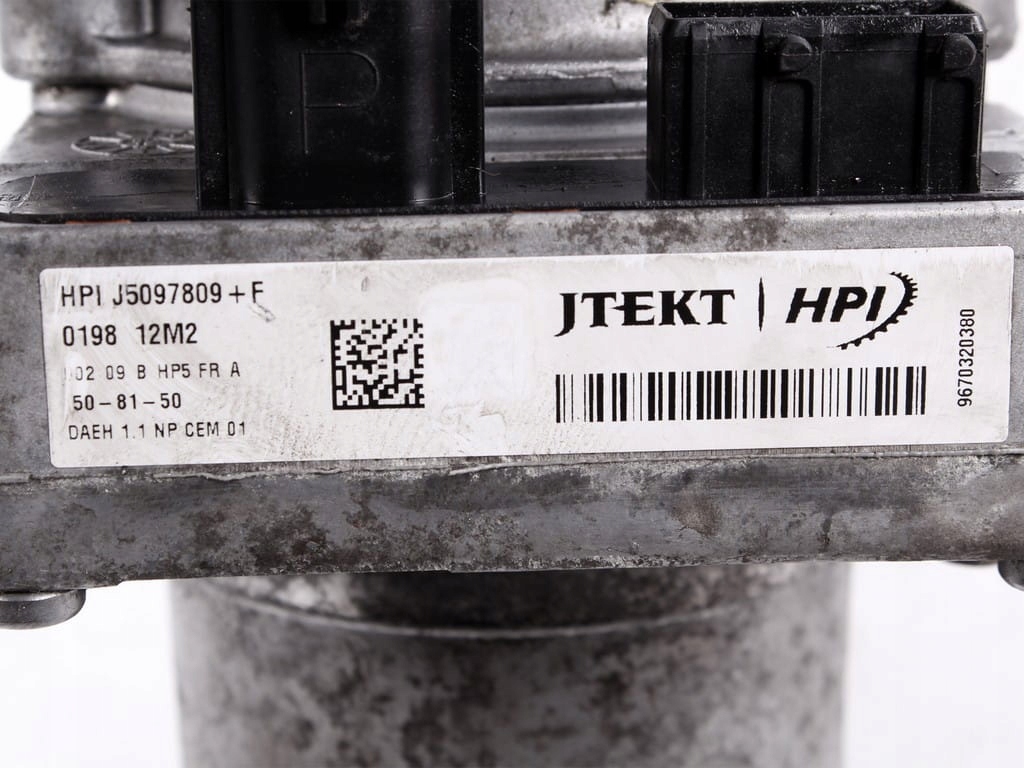 P
HPI J5097809+F
0198 12M2
02 09 B HP5 FR A
50-81-50
DAEH 1.1 NP CEM 01
JTEKT | HPI
9670320380